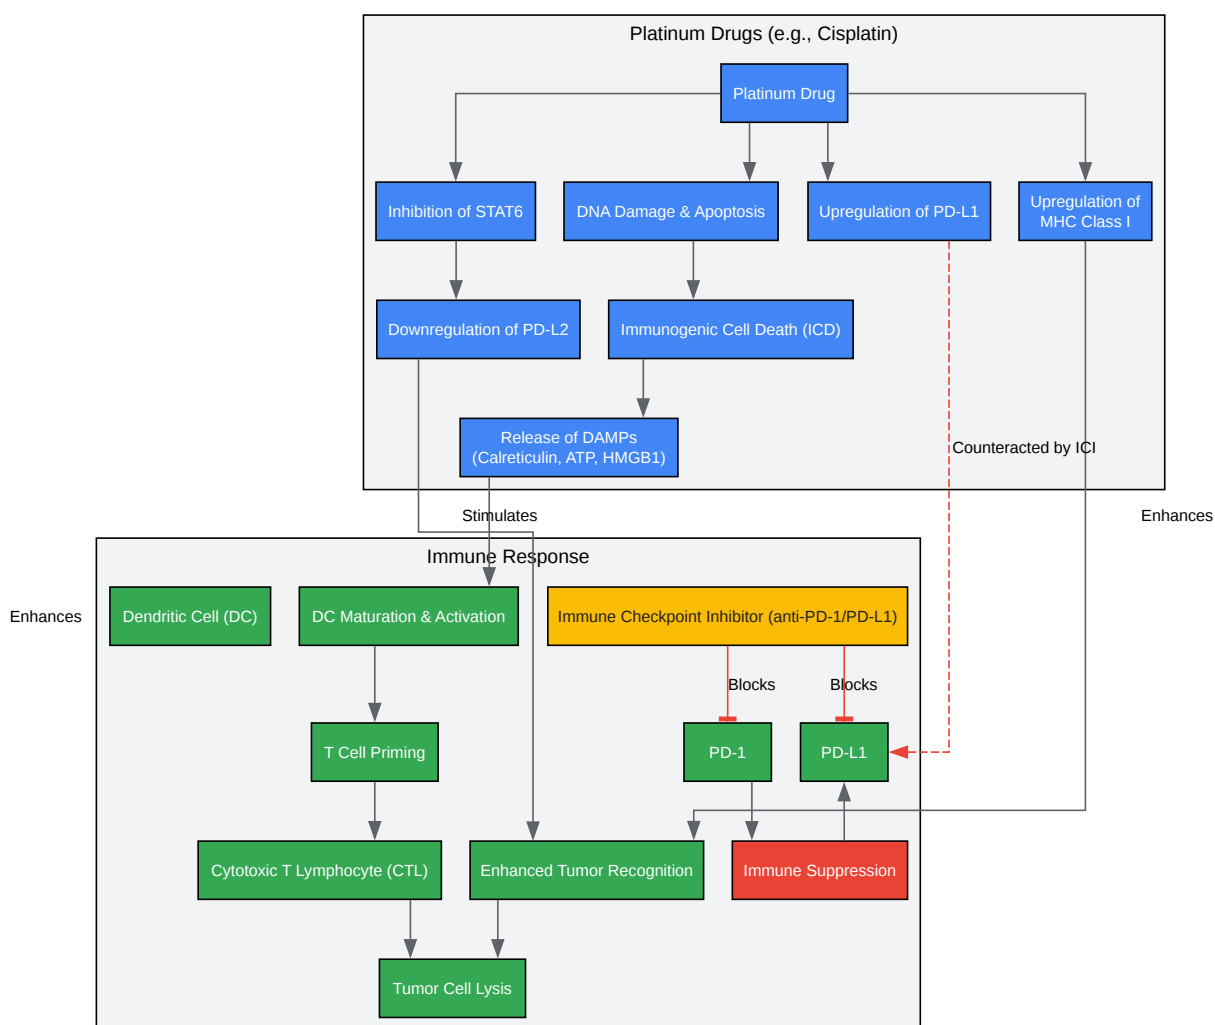 Platinum Drugs (e.g., Cisplatin)
Platinum Drug
Inhibition of STAT6
DNA Damage & Apoptosis
Upregulation of PD-L1
Upregulation of
MHC Class I
Downregulation of PD-L2
Immunogenic Cell Death (ICD)
Release of DAMPs
(Calreticulin, ATP, HMGB1)
Counteracted by ICI
Stimulates
Enhances
Immune Response
Enhances
Dendritic Cell (DC)
DC Maturation & Activation
Immune Checkpoint Inhibitor (anti-PD-1/PD-L1)
Blocks
Blocks
T Cell Priming
PD-1
PD-L1
Cytotoxic T Lymphocyte (CTL)
Enhanced Tumor Recognition
Immune Suppression
Tumor Cell Lysis